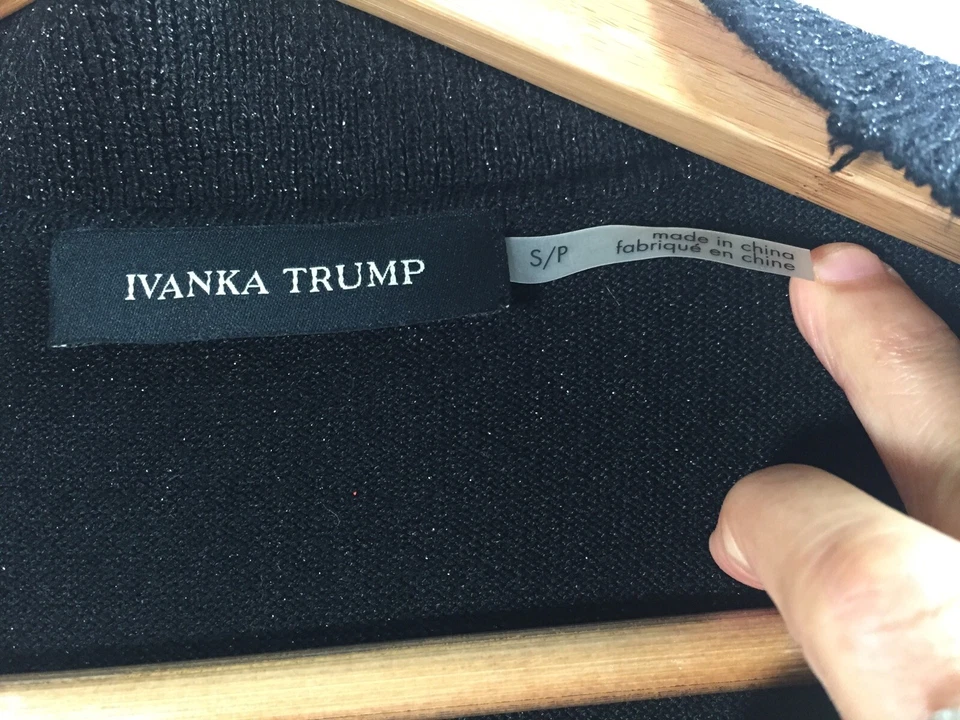 IVANKA TRUMP
S/P
made in china
fabriqué en chine